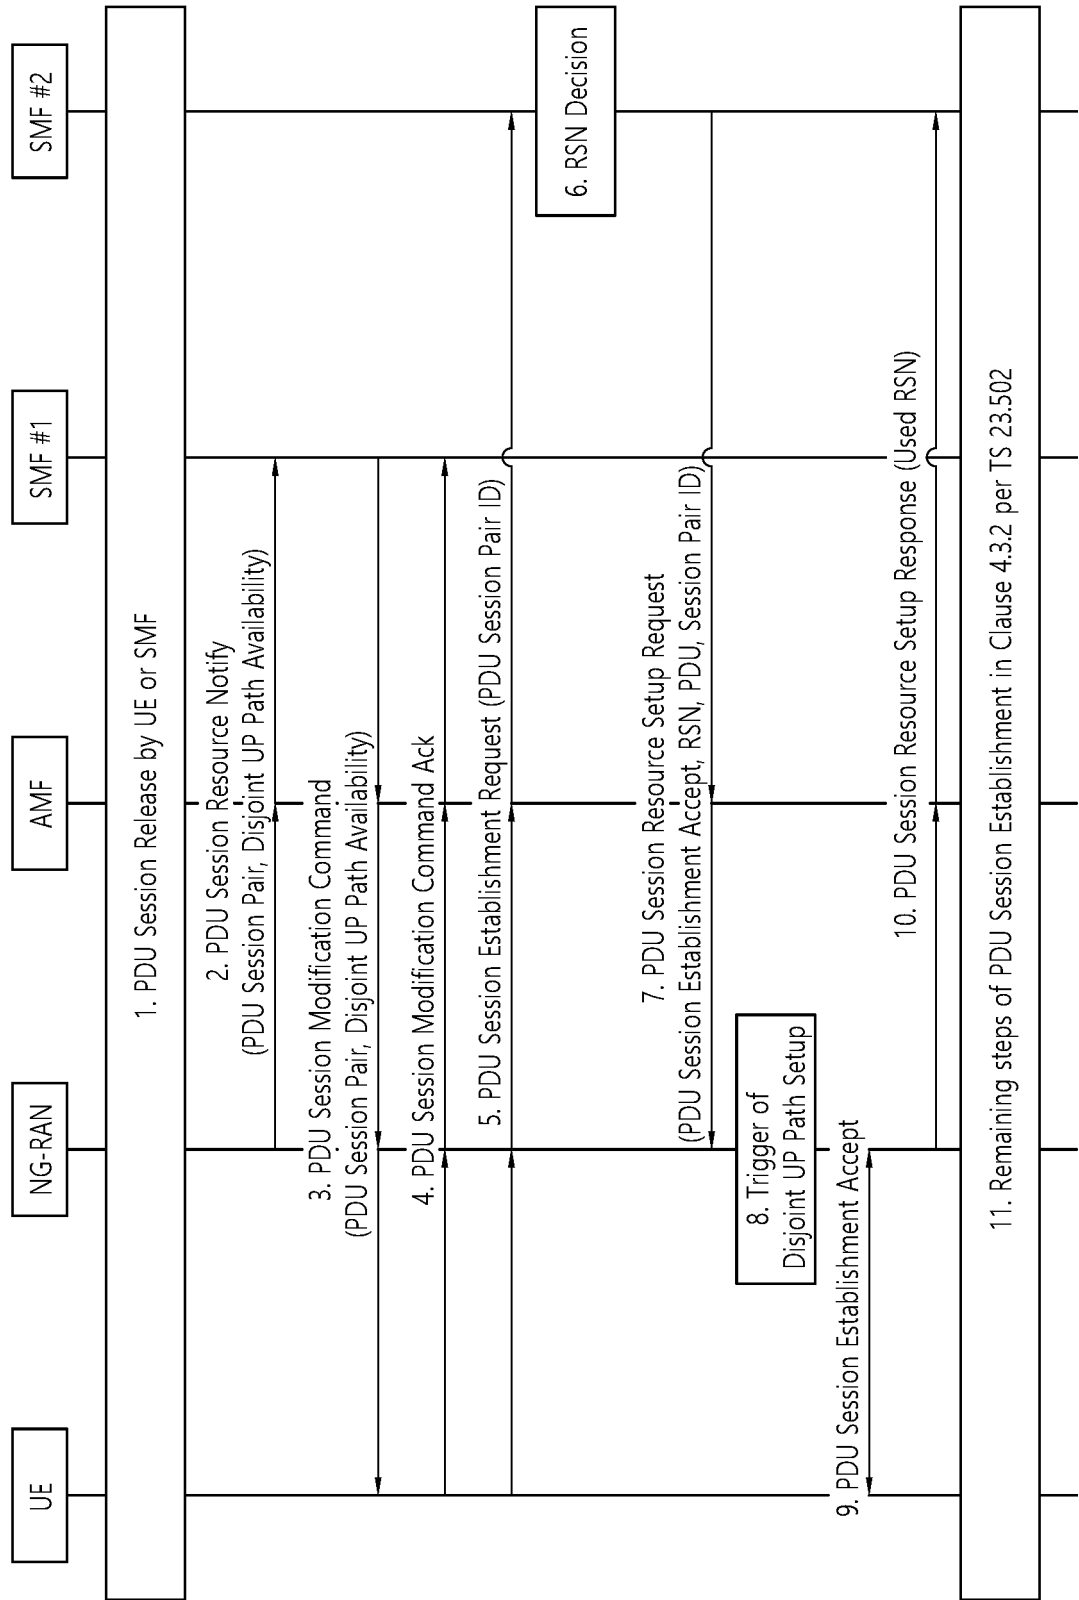 UE
NG-RAN
AMF
SMF #1
SMF #2
1. PDU Session Release by UE or SMF
2. PDU Session Resource Notify
(PDU Session Pair, Disjoint UP Path Availability)
3. PDU Session Modification Command
(PDU Session Pair, Disjoint UP Path Availability)
4. PDU Session Modification Command Ack
5. PDU Session Establishment Request (PDU Session Pair ID)
6. RSN Decision
7. PDU Session Resource Setup Request
(PDU Session Establishment Accept, RSN, PDU, Session Pair ID)
8. Trigger of
Disjoint UP Path Setup
9. PDU Session Establishment Accept
10. PDU Session Resource Setup Response (Used RSN)
11. Remaining steps of PDU Session Establishment in Clause 4.3.2 per TS 23.502